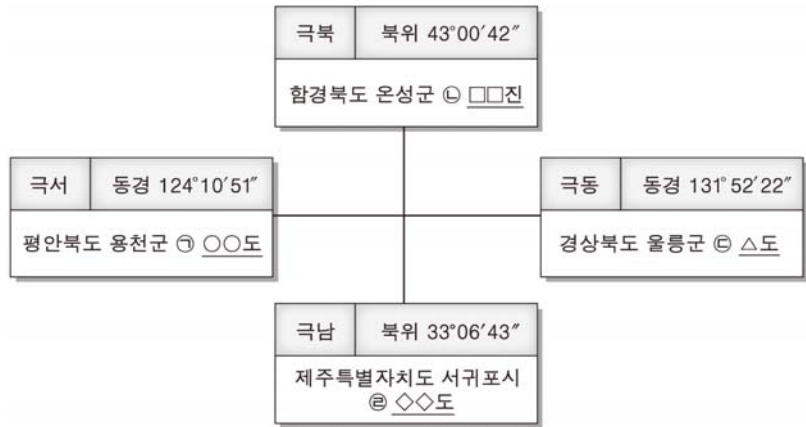 극북 북위 43°00′42″
함경북도 온성군 ㉡ □□진
극서 동경 124°10′51″
평안북도 용천군 ㉠ ○○도
극동 동경 131°52′22″
경상북도 울릉군 ㉢ △도
극남 북위 33°06′43″
제주특별자치도 서귀포시
㉣ ◇◇도